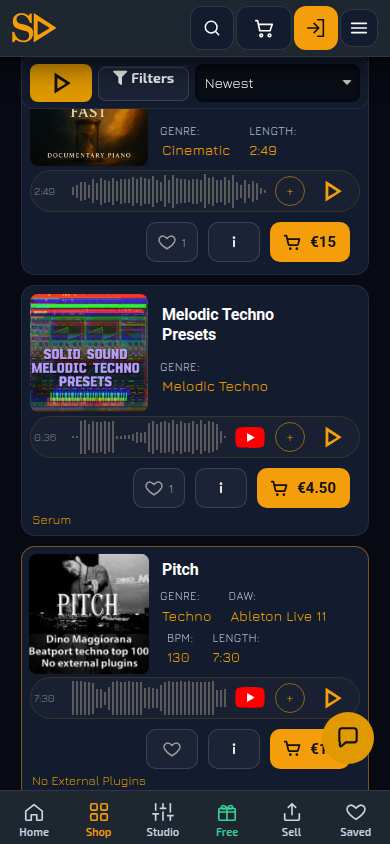 SD
Filters
Newest
FAST
DOCUMENTARY PIANO
GENRE: LENGTH:
Cinematic 2:49
2:49
+
1
i
€15
SOLID SOUND
MELODIC TECHNO
PRESETS
Melodic Techno
Presets
GENRE:
Melodic Techno
0:36
+
1
i
€4.50
Serum
PITCH
Dino Maggiorana
Beatport techno top 100
No external plugins
Pitch
GENRE: DAW:
Techno Ableton Live 11
BPM: LENGTH:
130 7:30
7:30
+
i
No External Plugins
Home Shop Studio Free Sell Saved